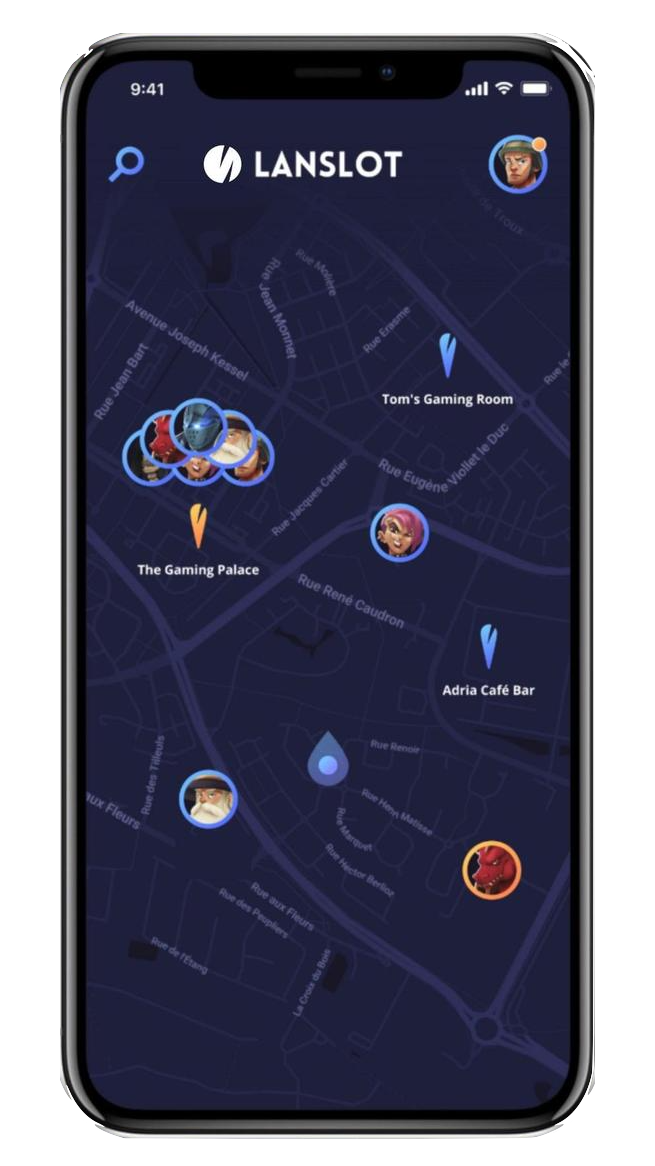 9:41
LANSLOT
Rue Molière
Rue Jean Monnet
Avenue Joseph Kessel
Rue Erasme
Rue Jean Bart
Rue le
Tom's Gaming Room
Rue Eugène Viollet le Duc
Rue Jacques Cartier
The Gaming Palace
Rue René Caudron
Adria Café Bar
Rue Renoir
Rue des Tilleuls
aux Fleurs
Rue Henri Matisse
Rue Marquet
Rue Hector Berlioz
Rue aux Fleurs
Rue des Peupliers
Rue de l'Étang
La Croix du Bois